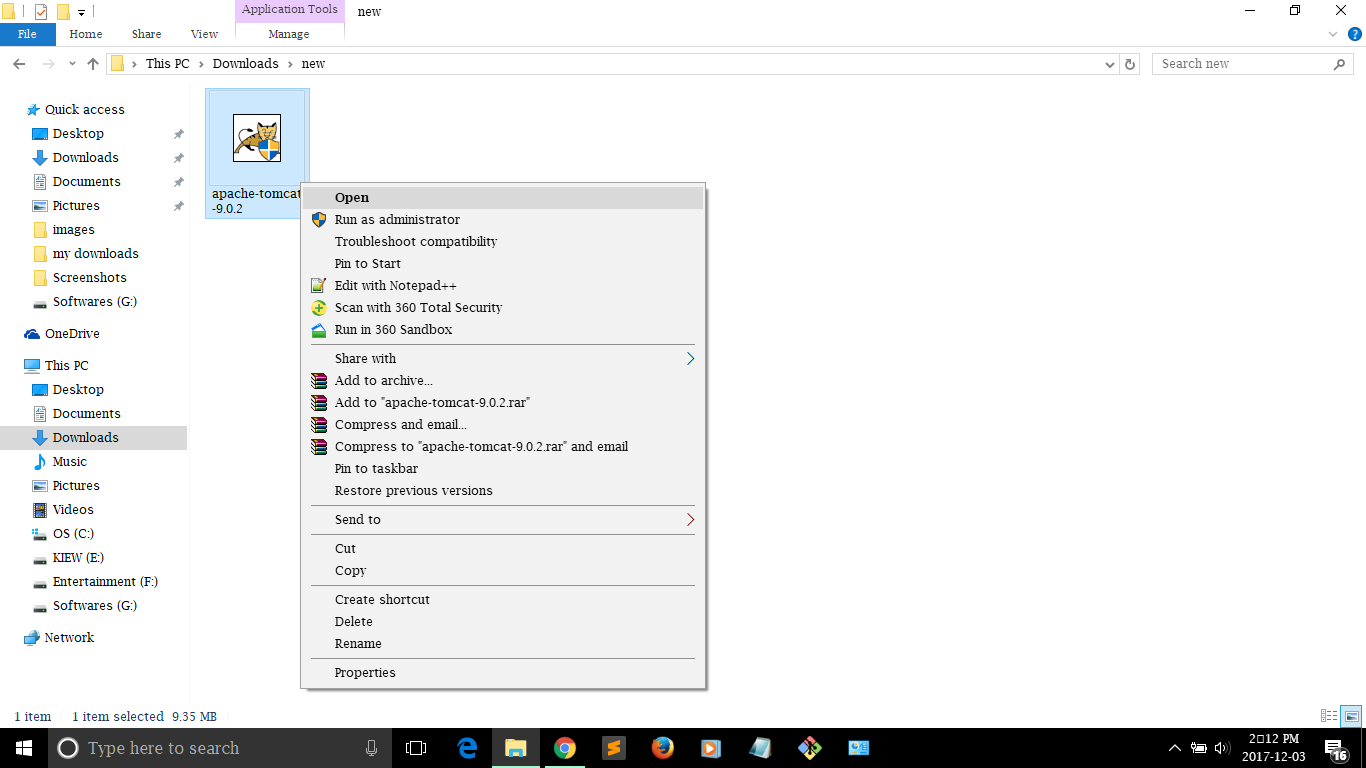 Application Tools
new
File
Home
Share
View
Manage
This PC
Downloads
new
Search new
Quick access
Desktop
Downloads
Documents
Pictures
images
my downloads
Screenshots
Softwares (G:)
OneDrive
This PC
Desktop
Documents
Downloads
Music
Pictures
Videos
OS (C:)
KIEW (E:)
Entertainment (F:)
Softwares (G:)
Network
apache-tomcat
-9.0.2
Open
Run as administrator
Troubleshoot compatibility
Pin to Start
Edit with Notepad++
Scan with 360 Total Security
Run in 360 Sandbox
Share with
Add to archive...
Add to "apache-tomcat-9.0.2.rar"
Compress and email...
Compress to "apache-tomcat-9.0.2.rar" and email
Pin to taskbar
Restore previous versions
Send to
Cut
Copy
Create shortcut
Delete
Rename
Properties
1 item
1 item selected 9.35 MB
Type here to search
2▯12 PM
2017-12-03
16